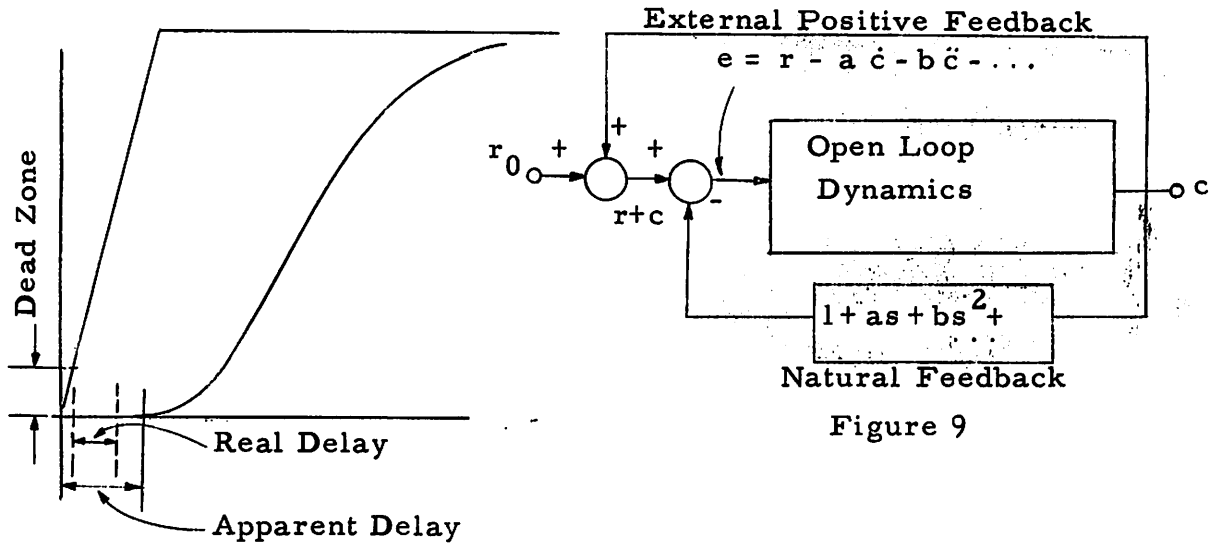 Dead Zone
Real Delay
Apparent Delay
External Positive Feedback
e = r - a ċ - b c̈ - ...
r0
+
+
+
r+c
-
Open Loop
Dynamics
c
1 + as + bs² +
...
Natural Feedback
Figure 9